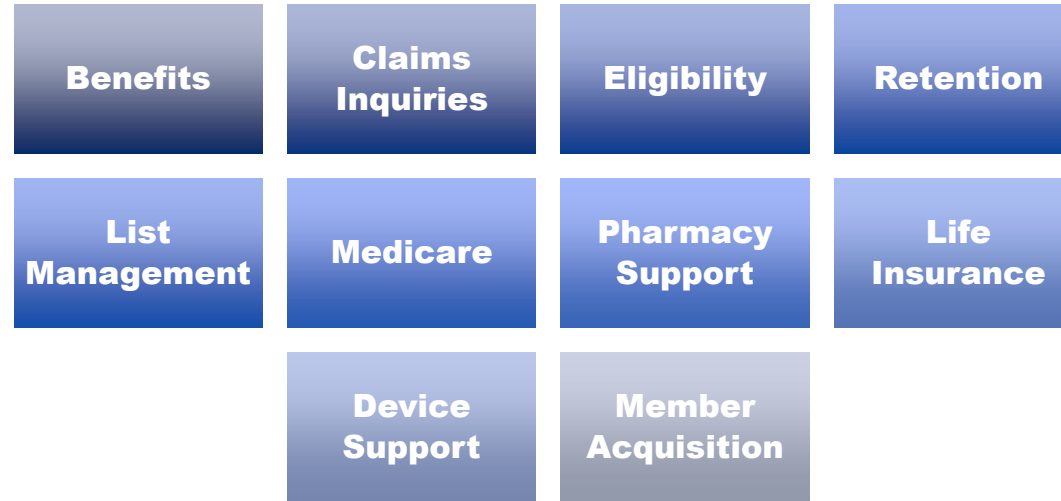 Benefits
Claims
Inquiries
Eligibility
Retention
List
Management
Medicare
Pharmacy
Support
Life
Insurance
Device
Support
Member
Acquisition